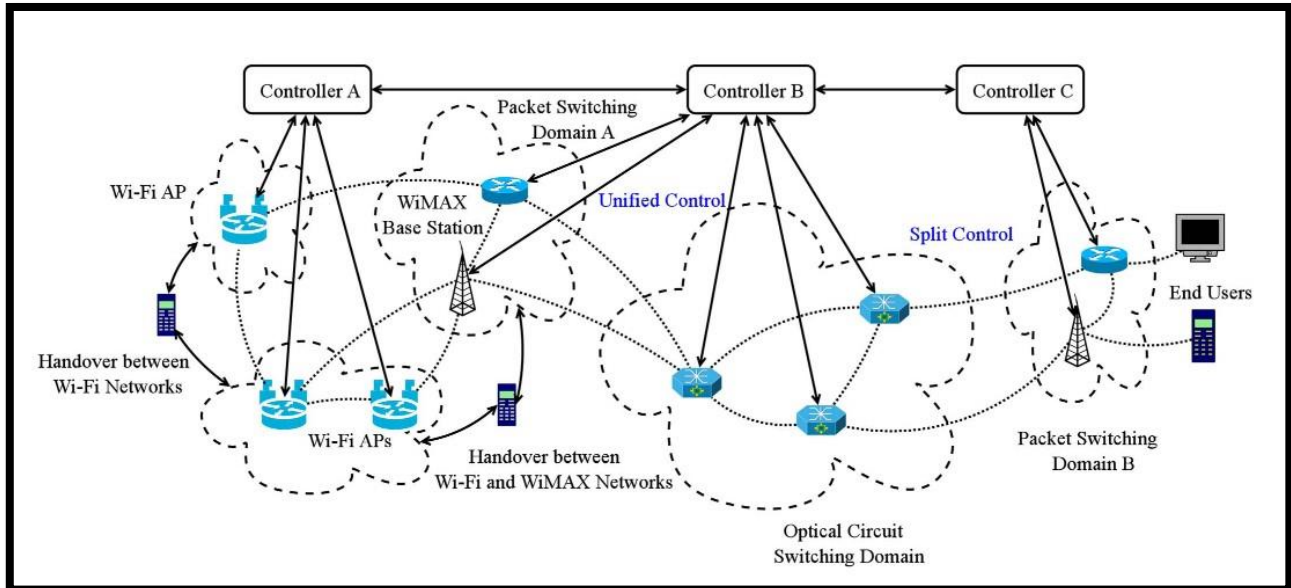 Controller A
Controller B
Controller C
Packet Switching
Domain A
Wi-Fi AP
WiMAX
Base Station
Unified Control
Split Control
End Users
Handover between
Wi-Fi Networks
Wi-Fi APs
Handover between
Wi-Fi and WiMAX Networks
Packet Switching
Domain B
Optical Circuit
Switching Domain